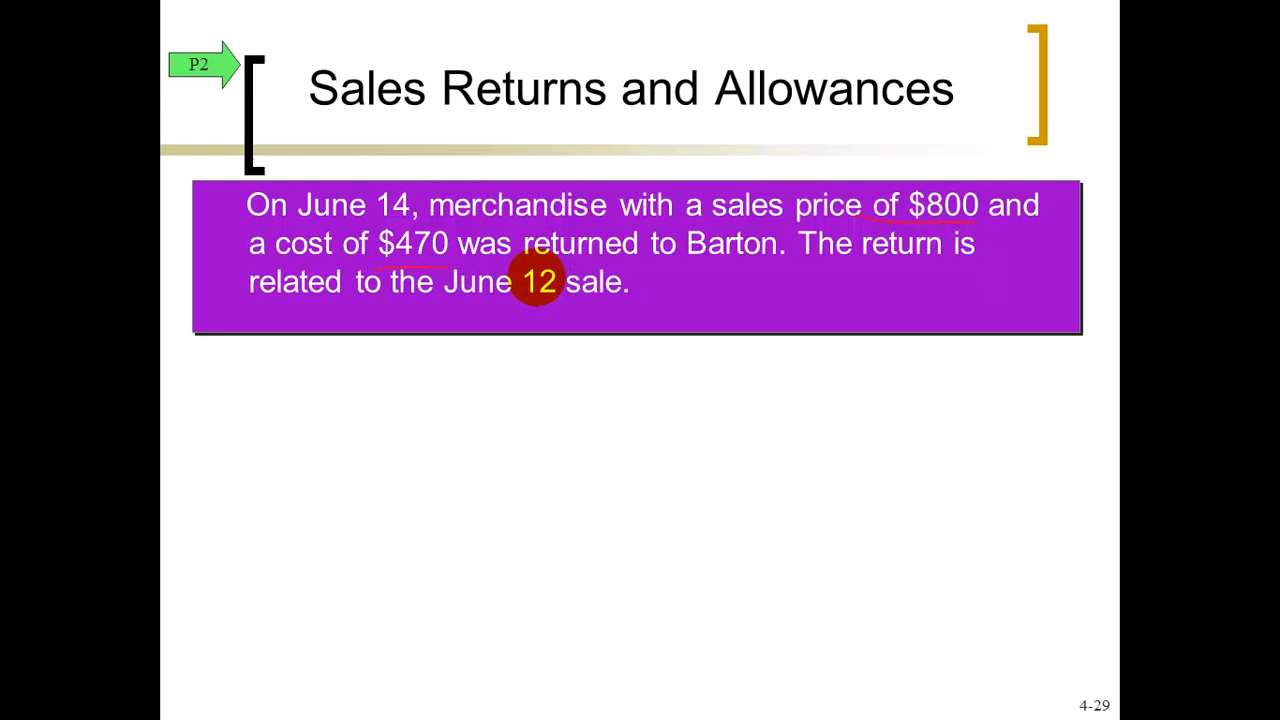 P2
Sales Returns and Allowances
On June 14, merchandise with a sales price of $800 and
a cost of $470 was returned to Barton. The return is
related to the June 12 sale.
4-29